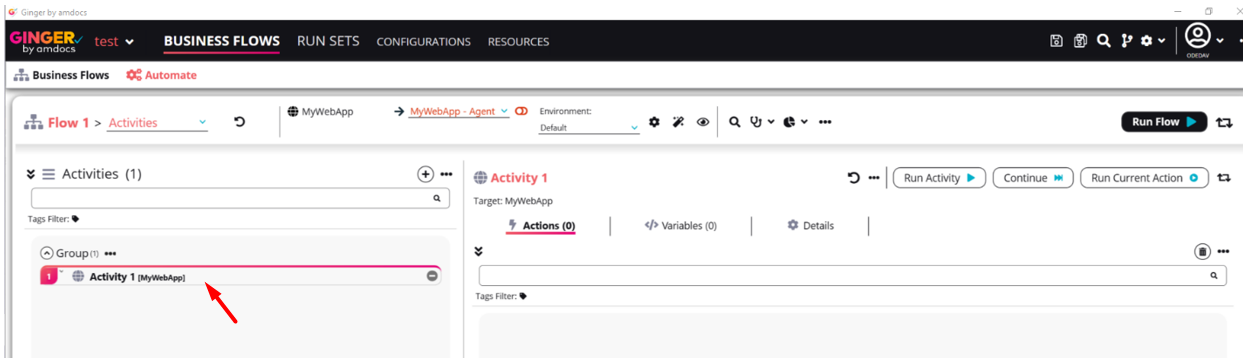 Ginger by amdocs
GINGER by amdocs test BUSINESS FLOWS RUN SETS CONFIGURATIONS RESOURCES ODEDAV
Business Flows Automate
Flow 1 > Activities MyWebApp MyWebApp - Agent Environment: Default Run Flow
Activities (1)
Tags Filter:
Group (1)
1 Activity 1 [MyWebApp]
Activity 1 Run Activity Continue Run Current Action
Target: MyWebApp
Actions (0) Variables (0) Details
Tags Filter: